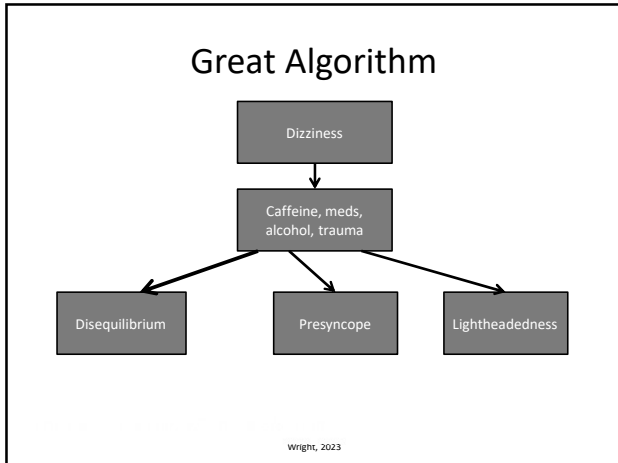 Great Algorithm
Dizziness
Caffeine, meds,
alcohol, trauma
Disequilibrium
Presyncope
Lightheadedness
Wright, 2023